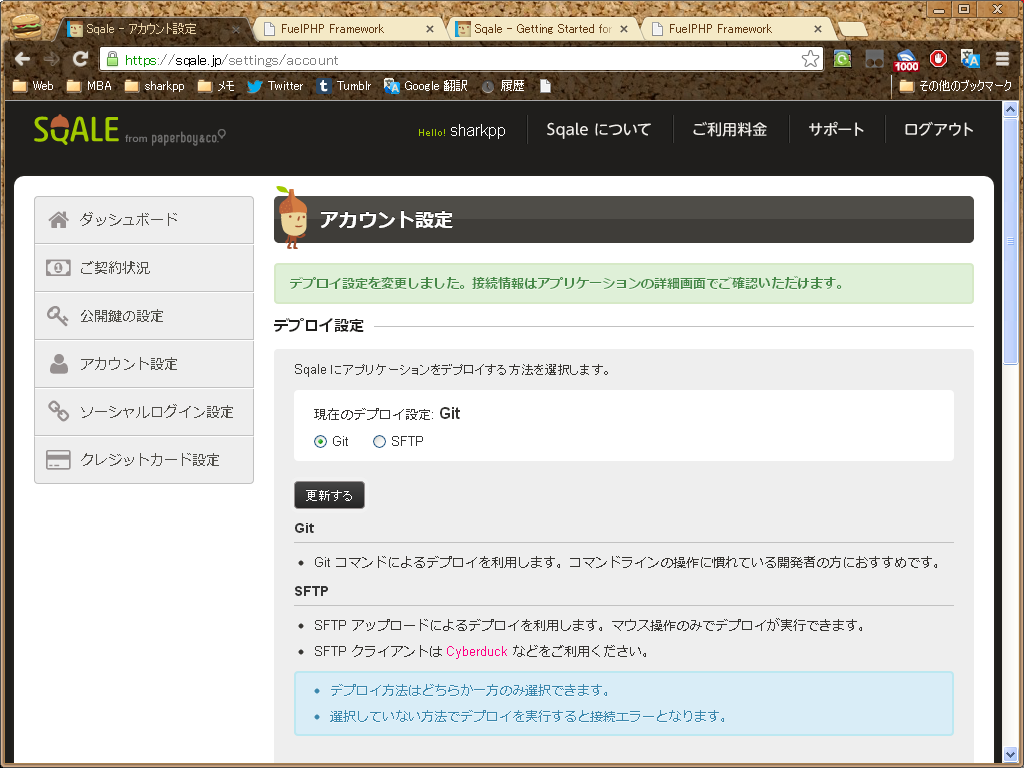 Sqale - アカウント設定
FuelPHP Framework
Sqale - Getting Started for
FuelPHP Framework
https://sqale.jp/settings/account
1000
Web
MBA
sharkpp
メモ
Twitter
Tumblr
Google 翻訳
履歴
その他のブックマーク
SQALE from paperboy&co.
Hello! sharkpp
Sqale について
ご利用料金
サポート
ログアウト
ダッシュボード
ご契約状況
公開鍵の設定
アカウント設定
ソーシャルログイン設定
クレジットカード設定
アカウント設定
デプロイ設定を変更しました。接続情報はアプリケーションの詳細画面でご確認いただけます。
デプロイ設定
Sqale にアプリケーションをデプロイする方法を選択します。
現在のデプロイ設定: Git
Git
SFTP
更新する
Git
• Git コマンドによるデプロイを利用します。コマンドラインの操作に慣れている開発者の方におすすめです。
SFTP
• SFTP アップロードによるデプロイを利用します。マウス操作のみでデプロイが実行できます。
• SFTP クライアントは Cyberduck などをご利用ください。
• デプロイ方法はどちらか一方のみ選択できます。
• 選択していない方法でデプロイを実行すると接続エラーとなります。